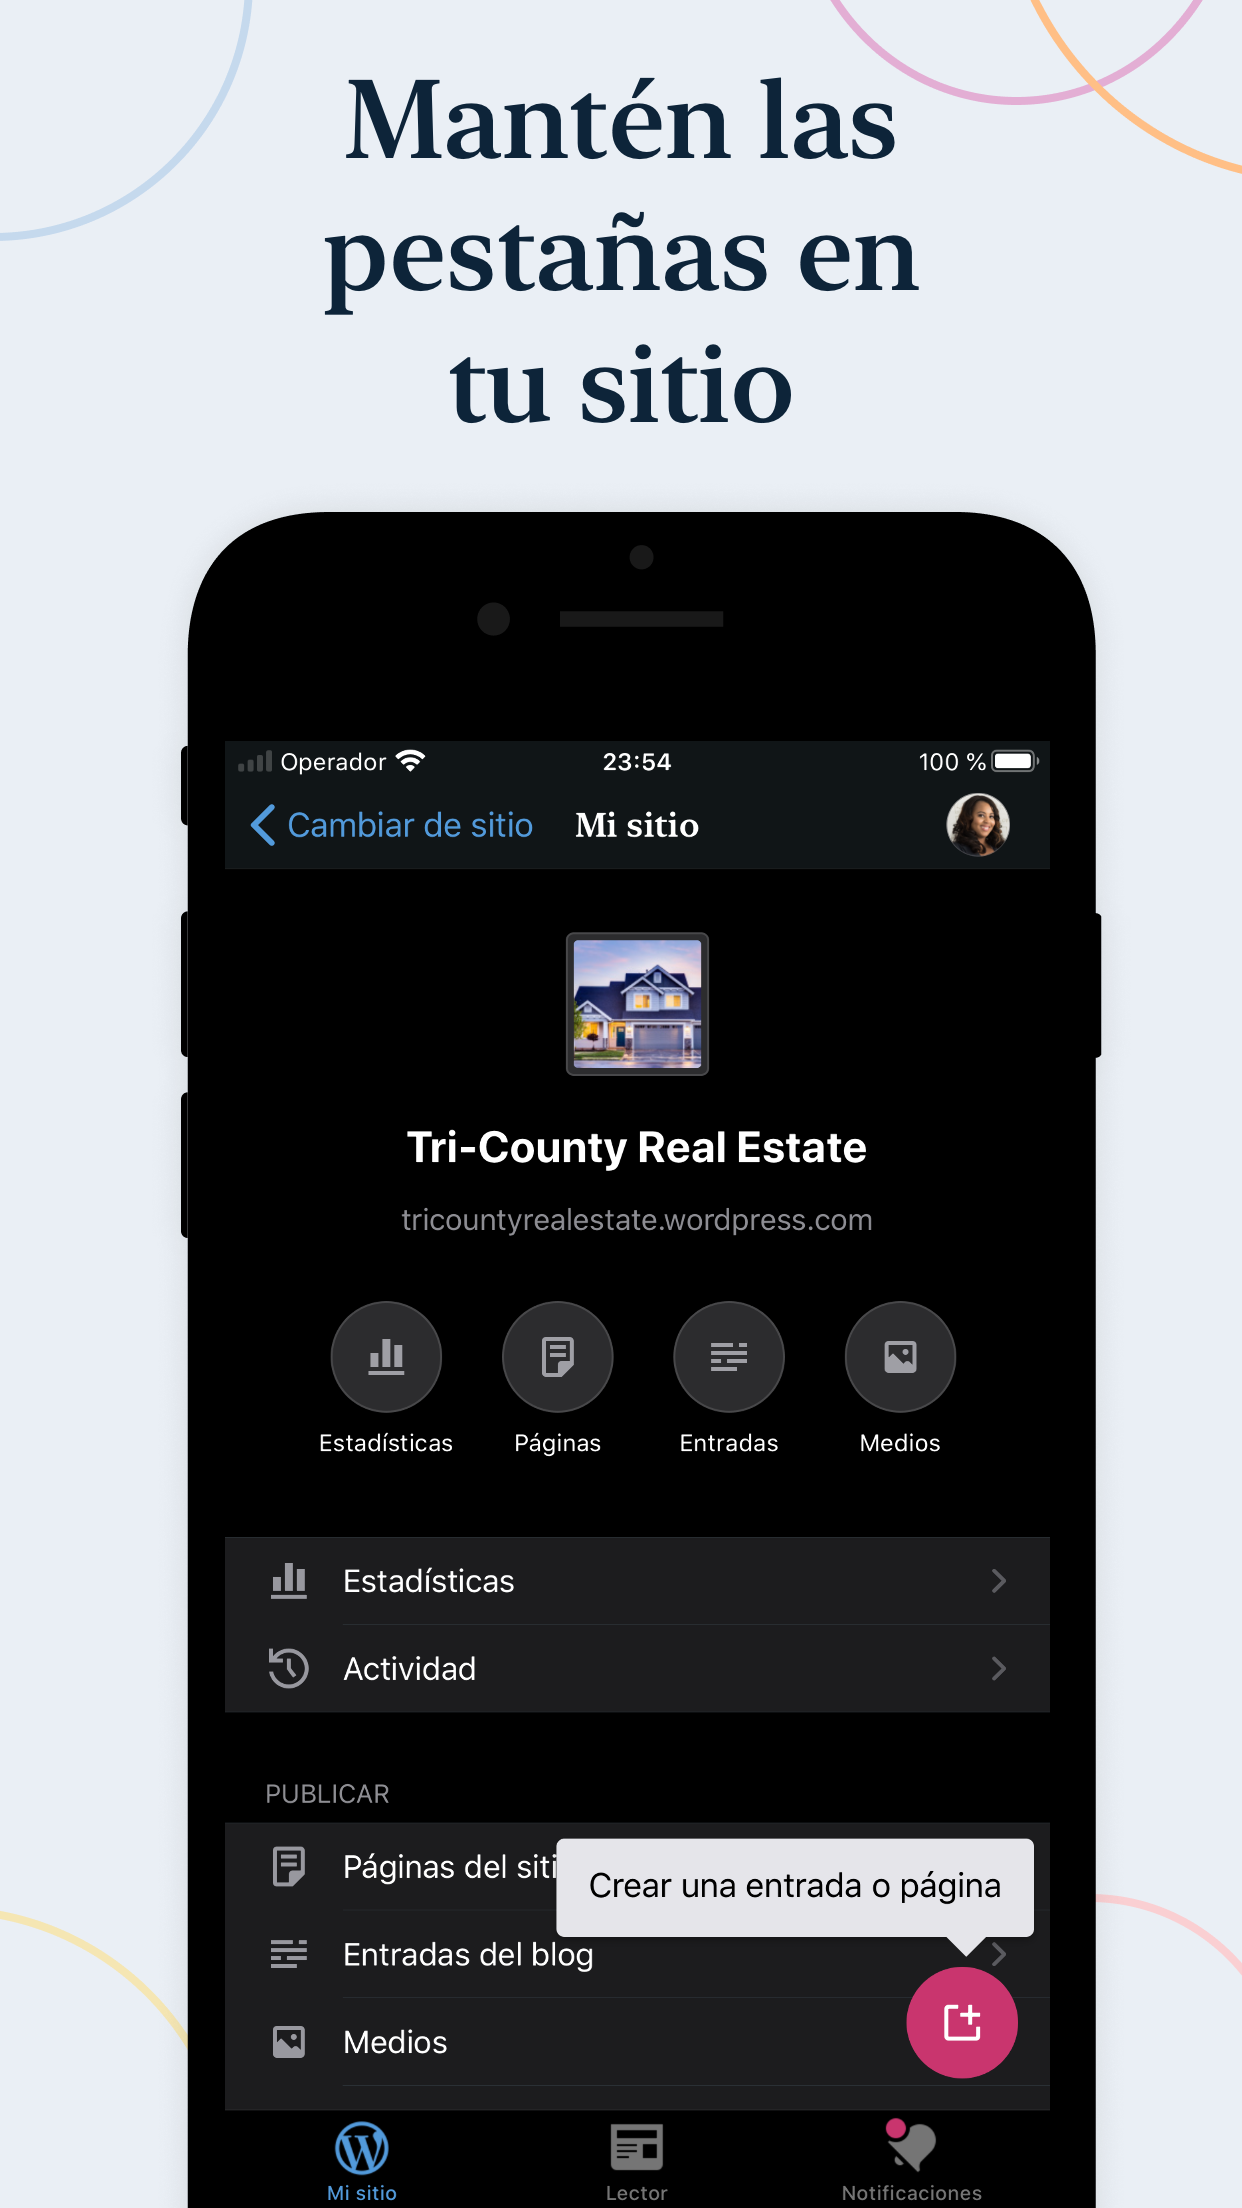 Mantén las
pestañas en
tu sitio
Operador 23:54 100 %
Cambiar de sitio Mi sitio
Tri-County Real Estate
tricountyrealestate.wordpress.com
Estadísticas Páginas Entradas Medios
Estadísticas
Actividad
PUBLICAR
Páginas del siti
Crear una entrada o página
Entradas del blog
Medios
Mi sitio Lector Notificaciones